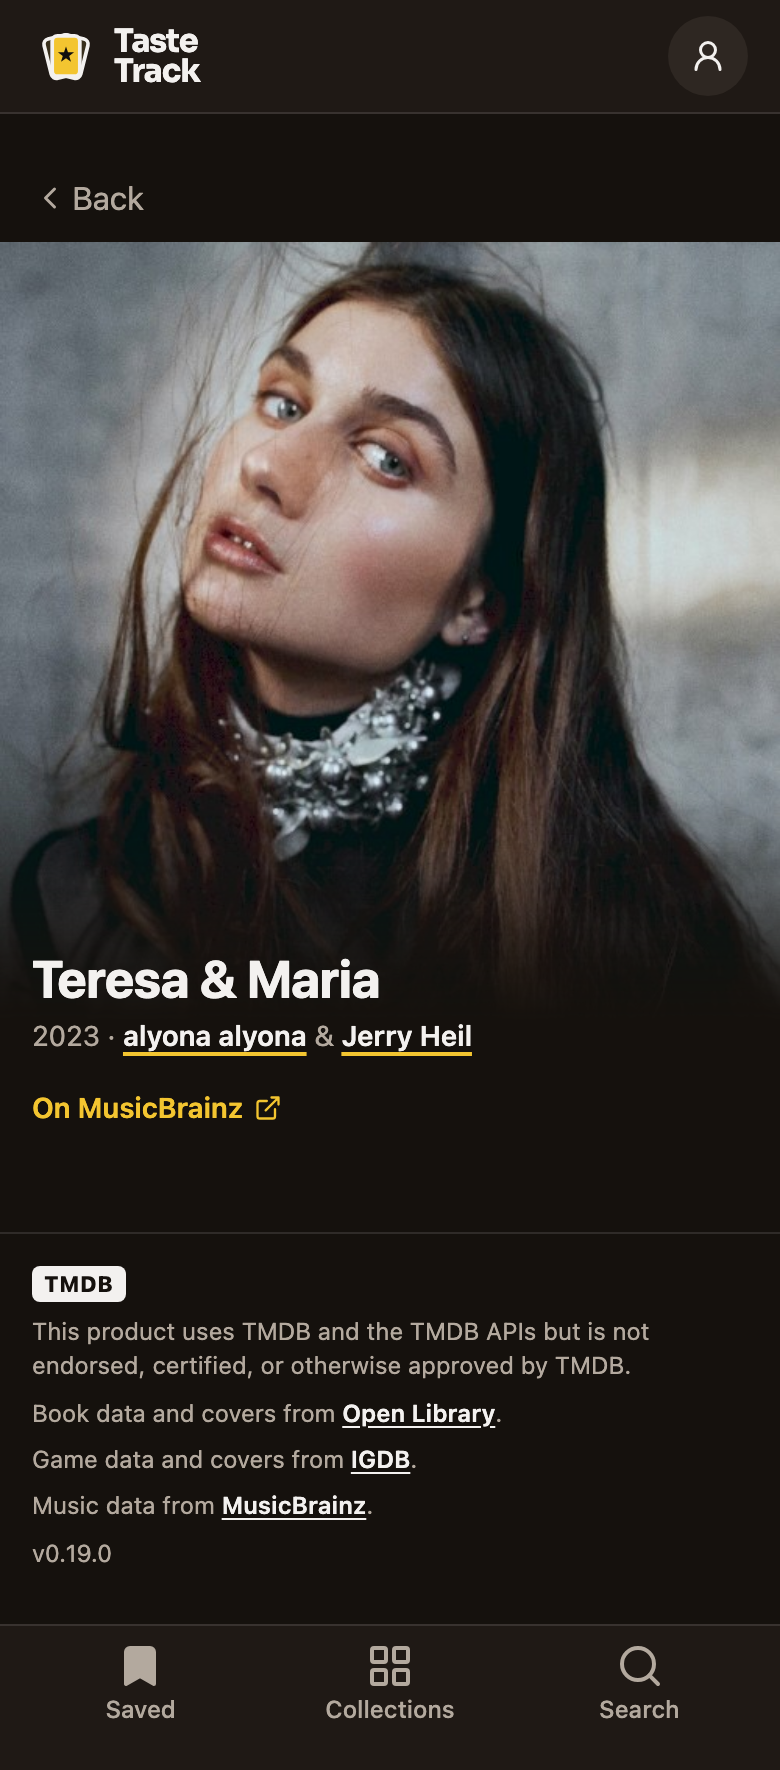 Taste
Track
Back
Teresa & Maria
2023 · alyona alyona & Jerry Heil
On MusicBrainz
TMDB
This product uses TMDB and the TMDB APIs but is not
endorsed, certified, or otherwise approved by TMDB.
Book data and covers from Open Library.
Game data and covers from IGDB.
Music data from MusicBrainz.
v0.19.0
Saved
Collections
Search